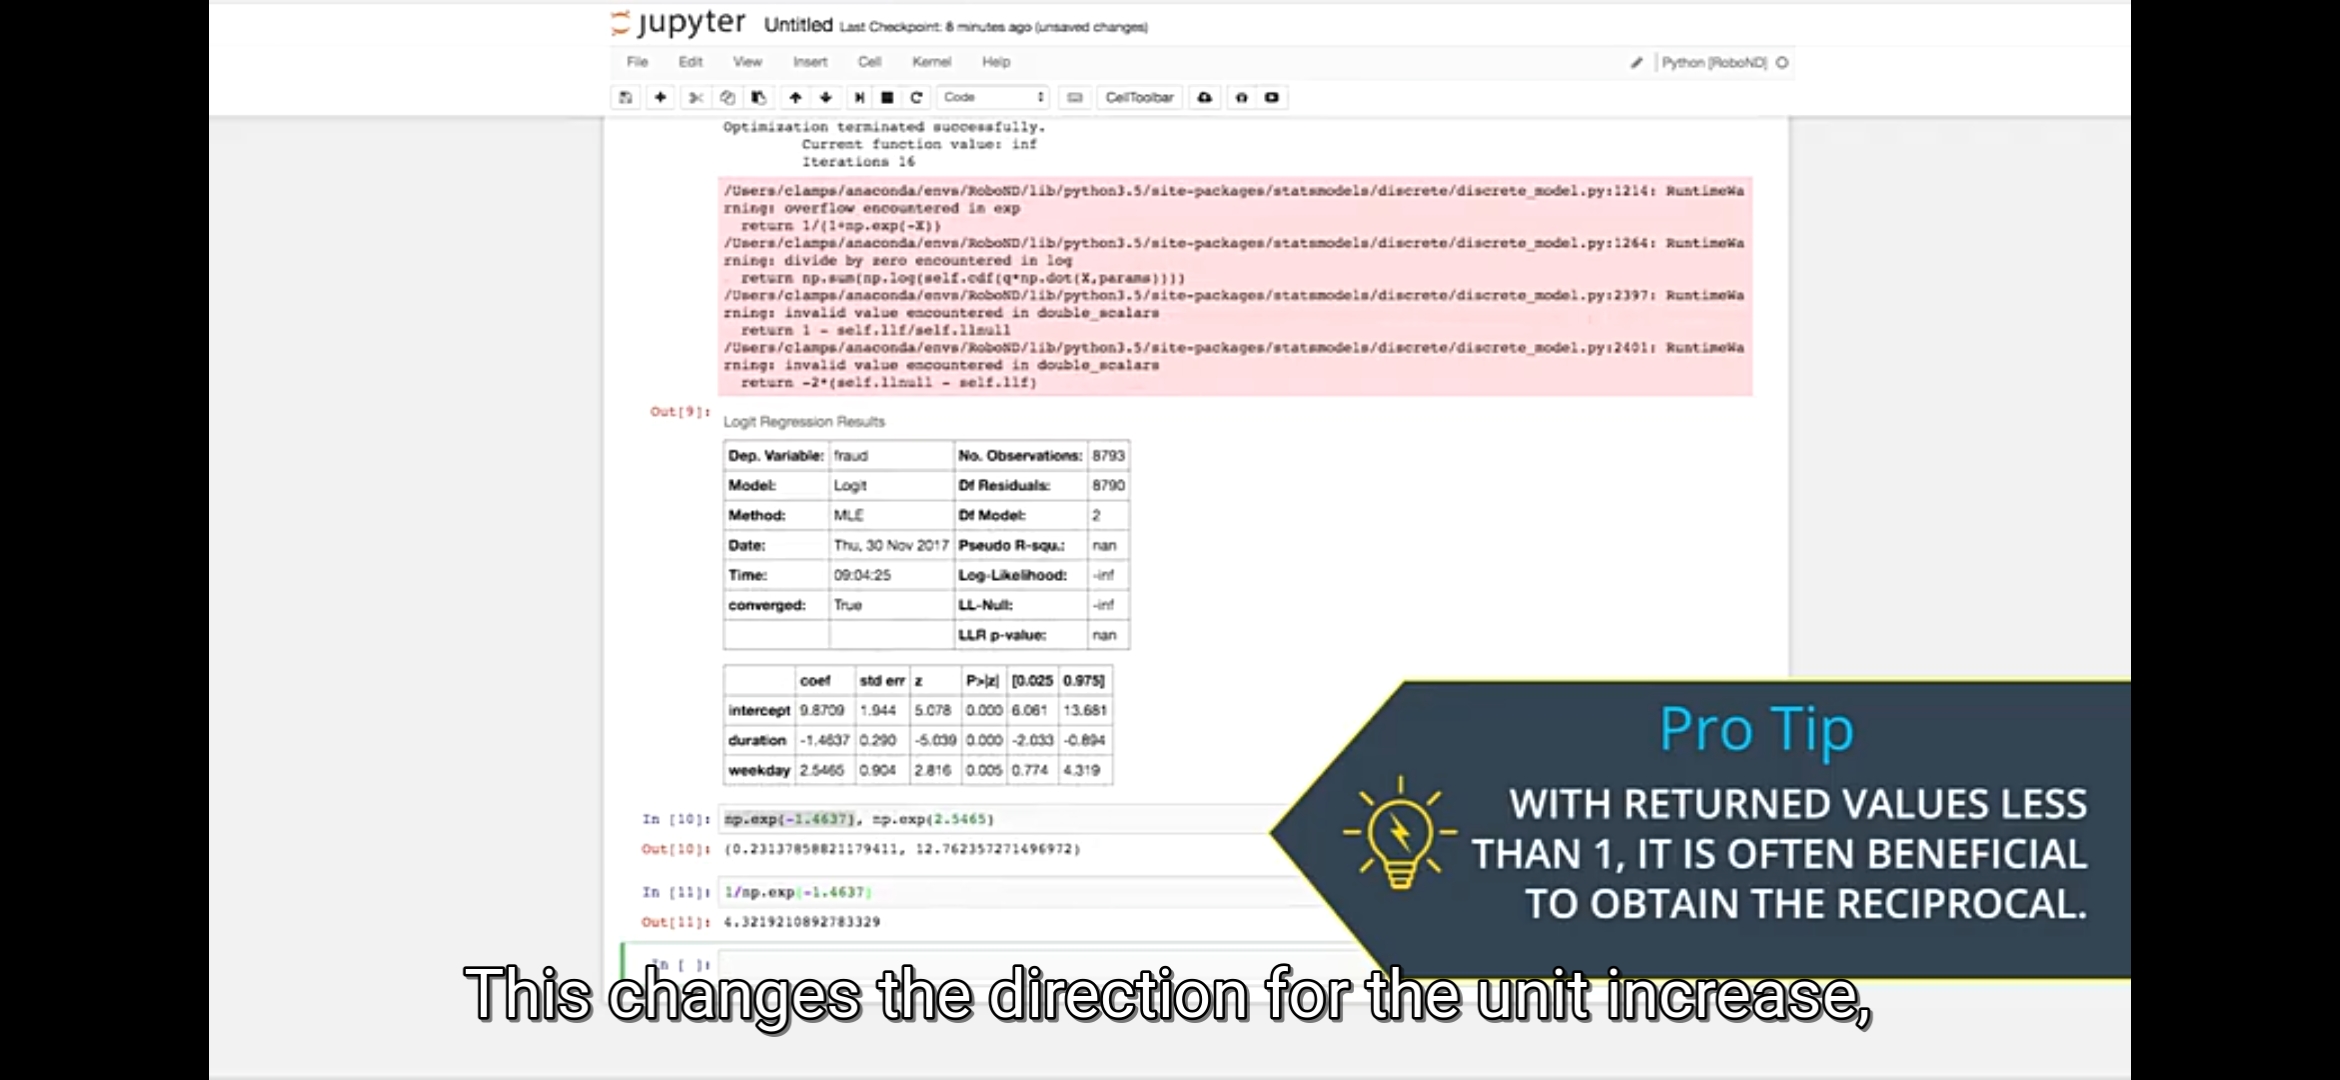 jupyter Untitled Last Checkpoint: 8 minutes ago (unsaved changes)
File Edit View Insert Cell Kernel Help Python [RoboND]
Code CellToolbar
Optimization terminated successfully.
Current function value: inf
Iterations 16
/Users/clamps/anaconda/envs/RoboND/lib/python3.5/site-packages/statsmodels/discrete/discrete_model.py:1214: RuntimeWa
rning: overflow encountered in exp
return 1/(1+np.exp(-X))
/Users/clamps/anaconda/envs/RoboND/lib/python3.5/site-packages/statsmodels/discrete/discrete_model.py:1264: RuntimeWa
rning: divide by zero encountered in log
return np.sum(np.log(self.cdf(q*np.dot(X,params))))
/Users/clamps/anaconda/envs/RoboND/lib/python3.5/site-packages/statsmodels/discrete/discrete_model.py:2397: RuntimeWa
rning: invalid value encountered in double_scalars
return 1 - self.llf/self.llnull
/Users/clamps/anaconda/envs/RoboND/lib/python3.5/site-packages/statsmodels/discrete/discrete_model.py:2401: RuntimeWa
rning: invalid value encountered in double_scalars
return -2*(self.llnull - self.llf)
Out[9]:
Logit Regression Results
Dep. Variable: fraud No. Observations: 8793
Model: Logit Df Residuals: 8790
Method: MLE Df Model: 2
Date: Thu, 30 Nov 2017 Pseudo R-squ.: nan
Time: 09:04:25 Log-Likelihood: -inf
converged: True LL-Null: -inf
LLR p-value: nan
coef std err z P>|z| [0.025 0.975]
intercept 9.8709 1.944 5.078 0.000 6.061 13.681
duration -1.4637 0.290 -5.039 0.000 -2.033 -0.894
weekday 2.5465 0.904 2.816 0.005 0.774 4.319
In [10]: np.exp(-1.4637), np.exp(2.5465)
Out[10]: (0.23137858821179411, 12.762357271496972)
In [11]: 1/np.exp(-1.4637)
Out[11]: 4.3219210892783329
In [ ]:
Pro Tip
WITH RETURNED VALUES LESS
THAN 1, IT IS OFTEN BENEFICIAL
TO OBTAIN THE RECIPROCAL.
This changes the direction for the unit increase,